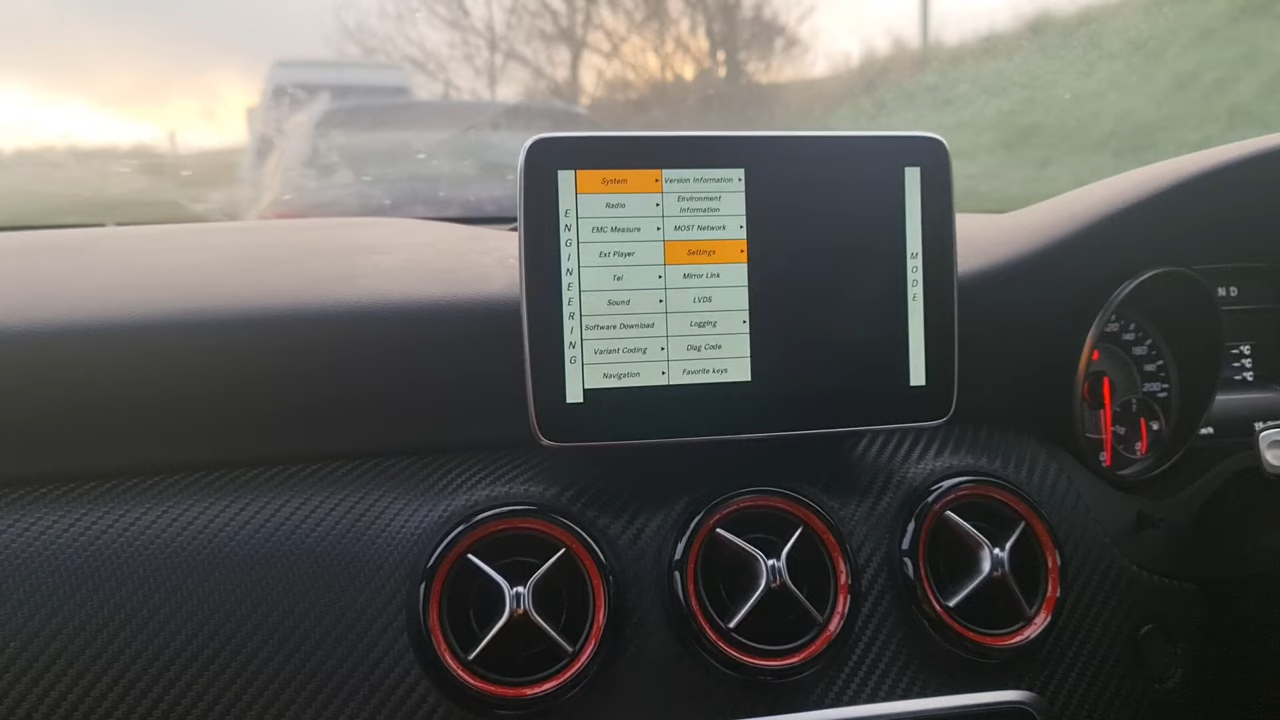 ENGINEERING
System
Radio
EMC Measure
Ext Player
Tel
Sound
Software Download
Variant Coding
Navigation
Version Information
Environment
Information
MOST Network
Settings
Mirror Link
LVDS
Logging
Diag Code
Favorite keys
MODE
N D
-°C
-°C
-°C
200